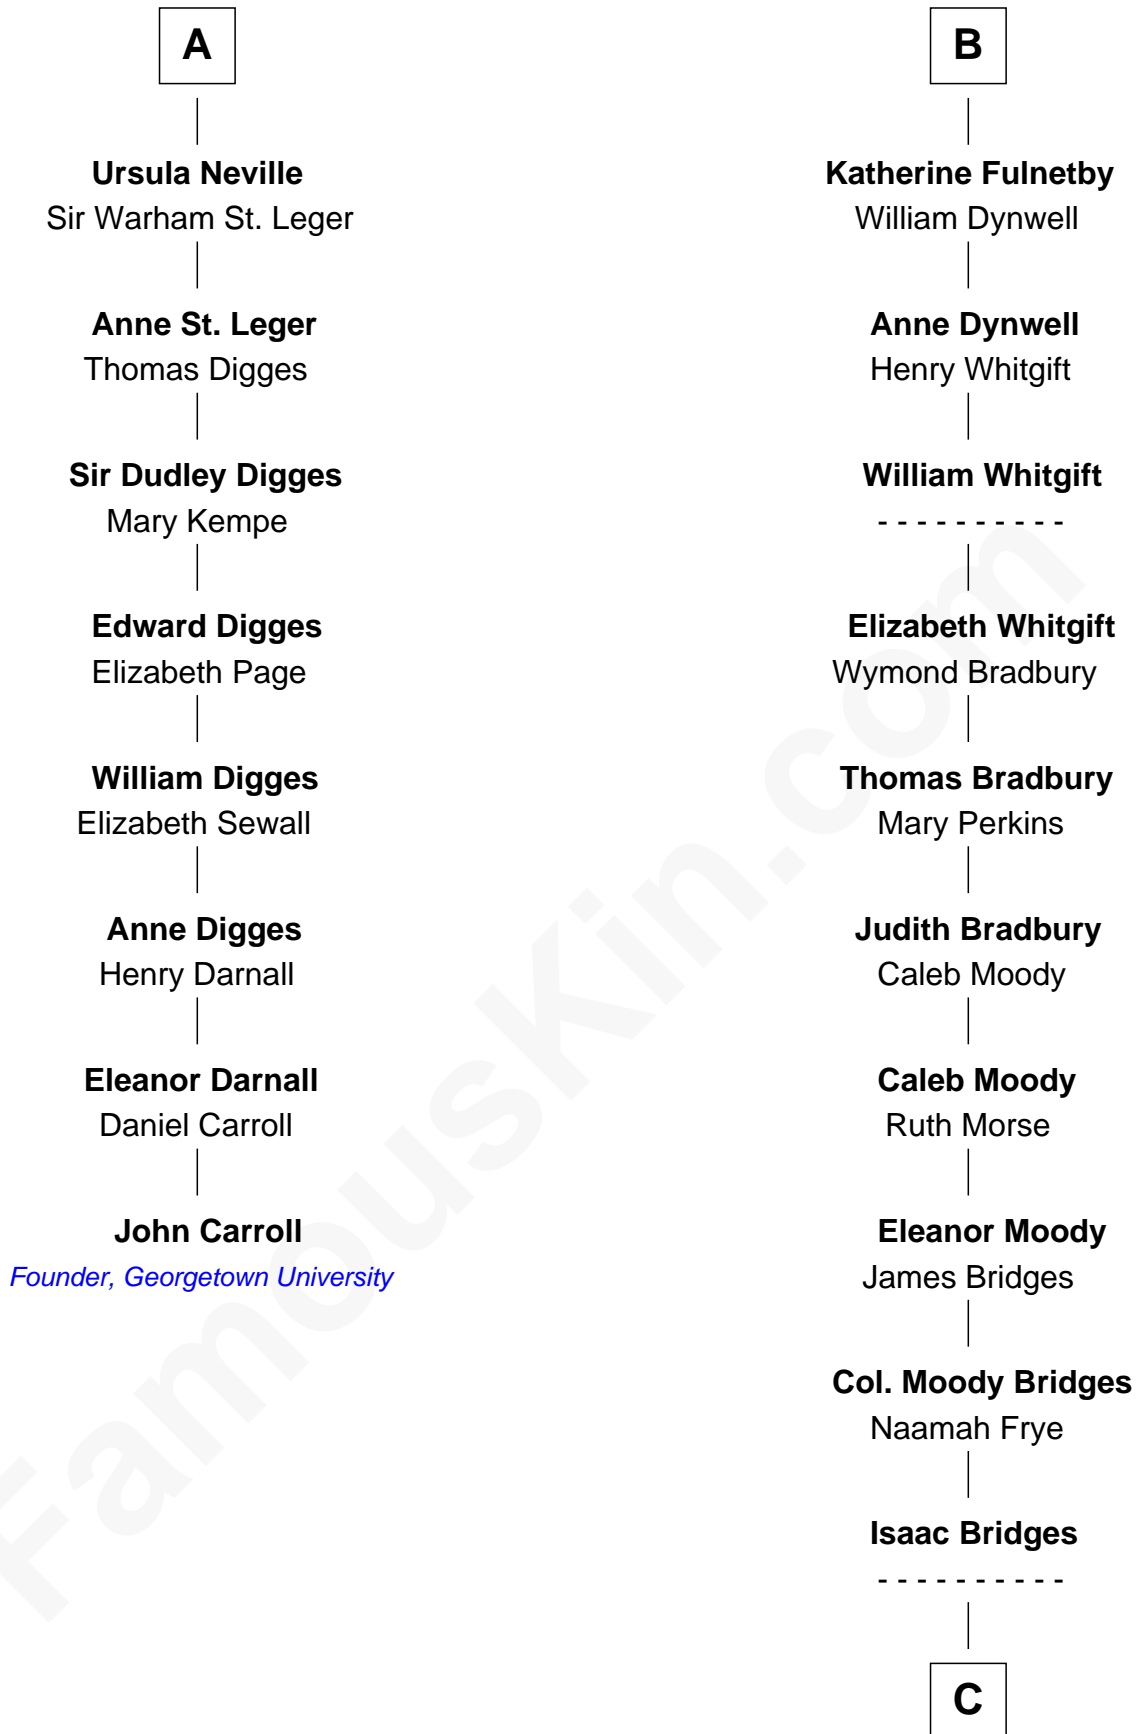 A
Ursula Neville
Sir Warham St. Leger
Anne St. Leger
Thomas Digges
Sir Dudley Digges
Mary Kempe
Edward Digges
Elizabeth Page
William Digges
Elizabeth Sewall
Anne Digges
Henry Darnall
Eleanor Darnall
Daniel Carroll
John Carroll
Founder, Georgetown University
B
Katherine Fulnetby
William Dynwell
Anne Dynwell
Henry Whitgift
William Whitgift
- - - - - - - - - -
Elizabeth Whitgift
Wymond Bradbury
Thomas Bradbury
Mary Perkins
Judith Bradbury
Caleb Moody
Caleb Moody
Ruth Morse
Eleanor Moody
James Bridges
Col. Moody Bridges
Naamah Frye
Isaac Bridges
- - - - - - - - - -
C
FamousKin.com